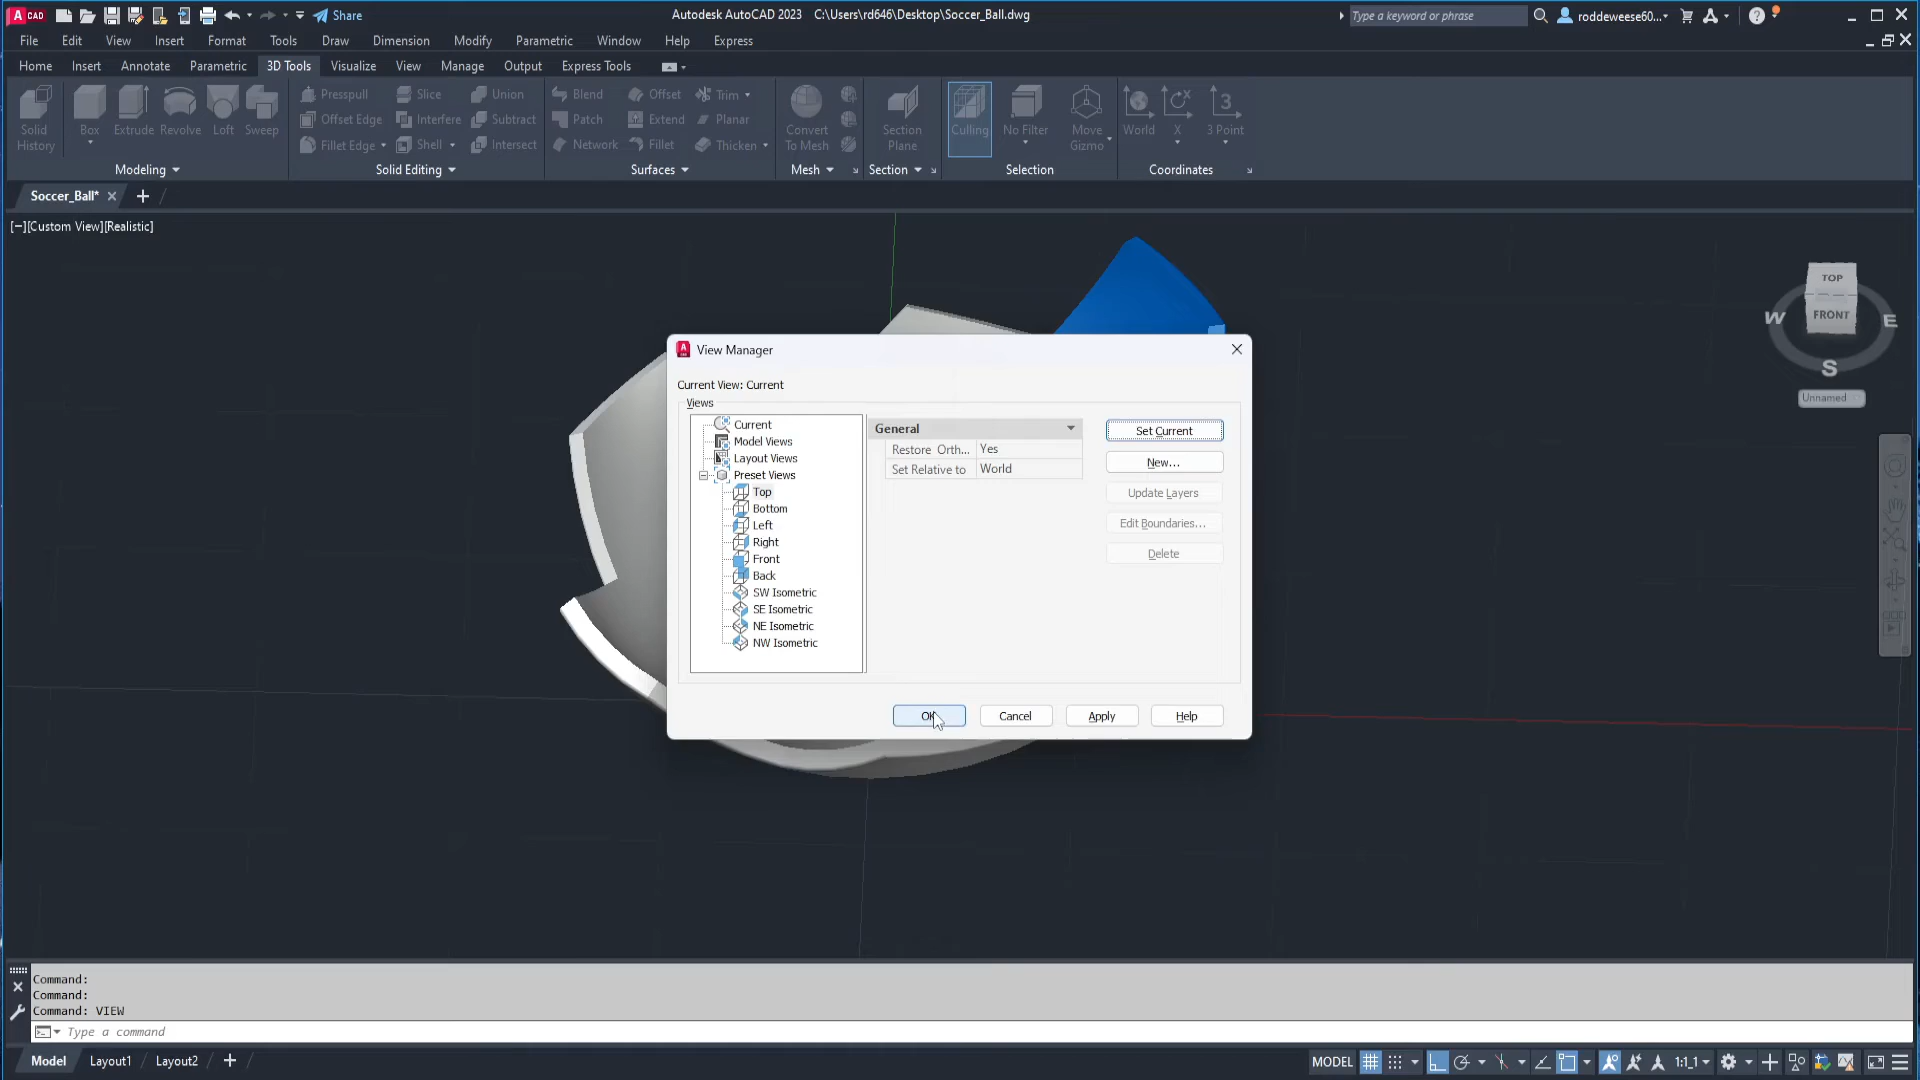 A CAD Share Autodesk AutoCAD 2023 C:\Users\rd646\Desktop\Soccer_Ball.dwg Type a keyword or phrase roddeweese60...
File Edit View Insert Format Tools Draw Dimension Modify Parametric Window Help Express
Home Insert Annotate Parametric 3D Tools Visualize View Manage Output Express Tools
Presspull Slice Union Blend Offset Trim
Offset Edge Interfere Subtract Patch Extend Planar
Fillet Edge Shell Intersect Network Fillet Thicken
Solid Box Extrude Revolve Loft Sweep Convert Section Culling No Filter Move World X 3 Point
History To Mesh Plane Gizmo
Modeling Solid Editing Surfaces Mesh Section Selection Coordinates
Soccer_Ball*
[−][Custom View][Realistic]
TOP
FRONT
W E
S
Unnamed
View Manager
Current View: Current
Views
Current
Model Views
Layout Views
Preset Views
Top
Bottom
Left
Right
Front
Back
SW Isometric
SE Isometric
NE Isometric
NW Isometric
General
Restore Orth... Yes
Set Relative to World
Set Current
New...
Update Layers
Edit Boundaries...
Delete
OK Cancel Apply Help
Command:
Command:
Command: VIEW
Type a command
Model Layout1 Layout2 MODEL 1:1